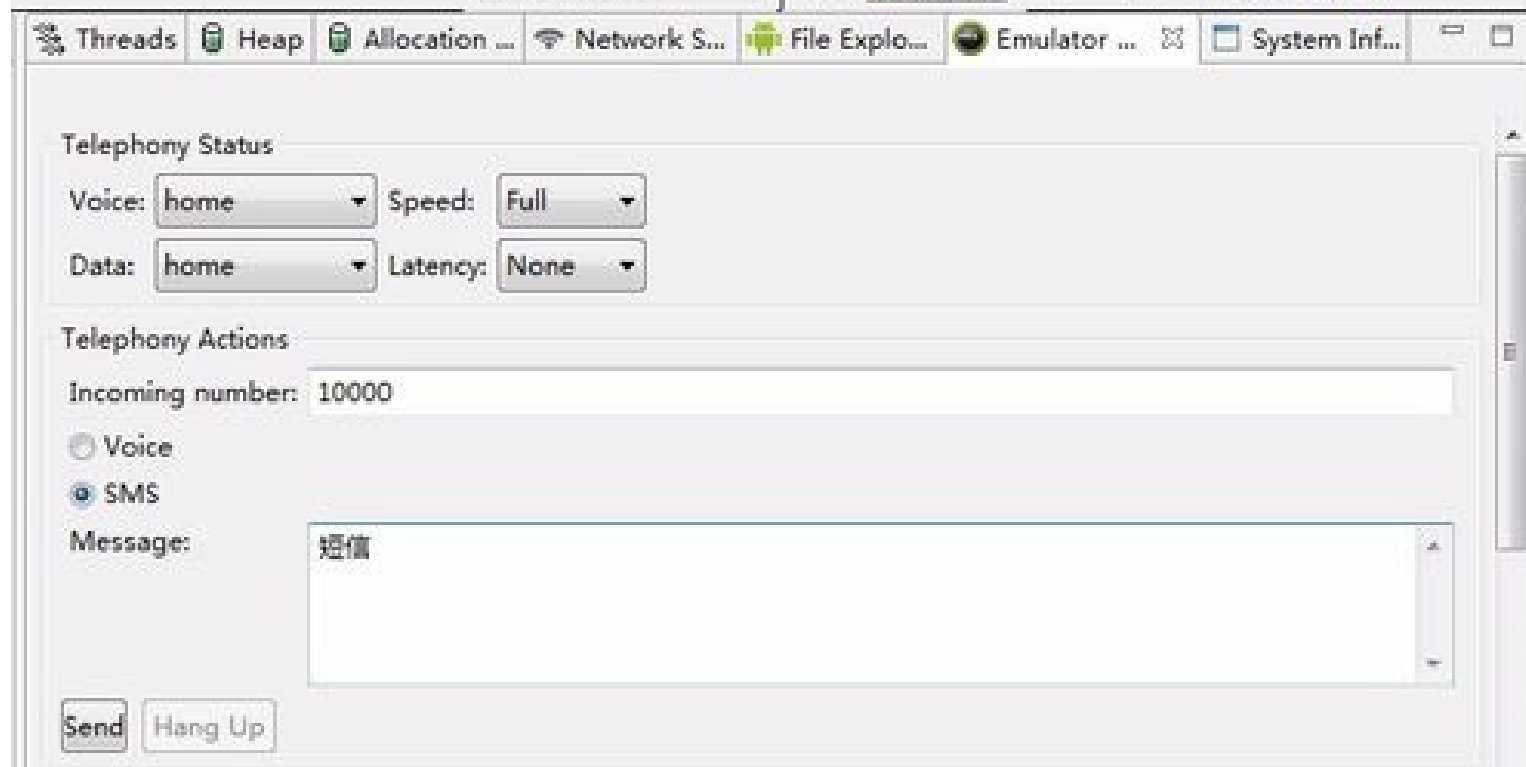 Threads Heap Allocation ... Network S... File Explo... Emulator ... System Inf...
Telephony Status
Voice: home Speed: Full
Data: home Latency: None
Telephony Actions
Incoming number: 10000
Voice
SMS
Message: 短信
Send Hang Up